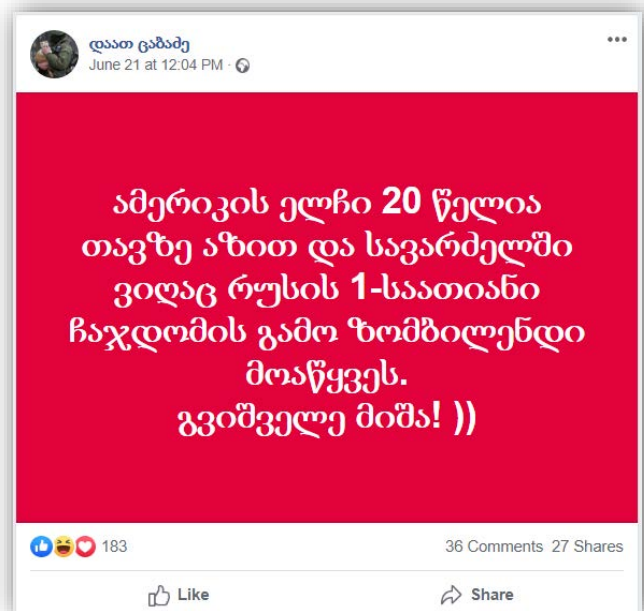 დაათ ცაბაძე
June 21 at 12:04 PM ·
ამერიკის ელჩი 20 წელია
თავზე აზით და სავარძელში
ვიღაც რუსის 1-საათიანი
ჩაჯდომის გამო ზომბილენდი
მოაწყვეს.
გვიშველე მიშა! ))
183
36 Comments 27 Shares
Like
Share